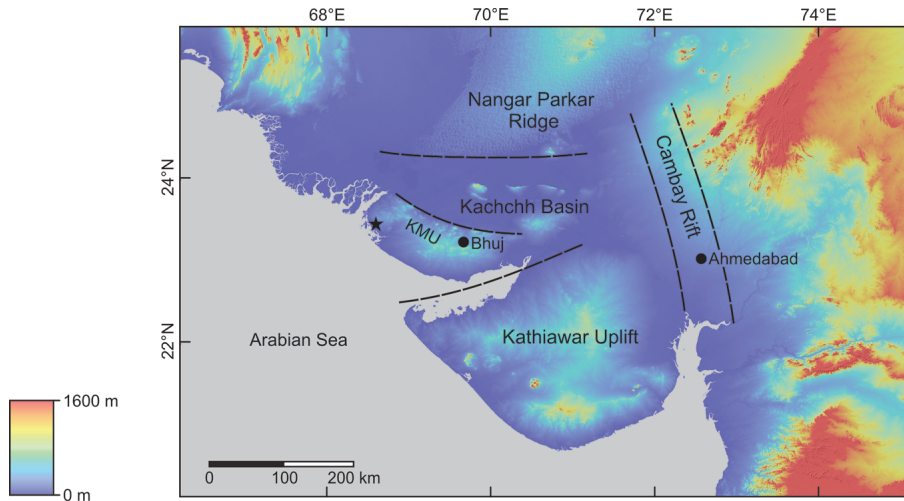 68°E 70°E 72°E 74°E
Nangar Parkar
Ridge
24°N
Cambay Rift
Kachchh Basin
KMU
Bhuj
Ahmedabad
22°N
Arabian Sea
Kathiawar Uplift
1600 m
0 m
0 100 200 km